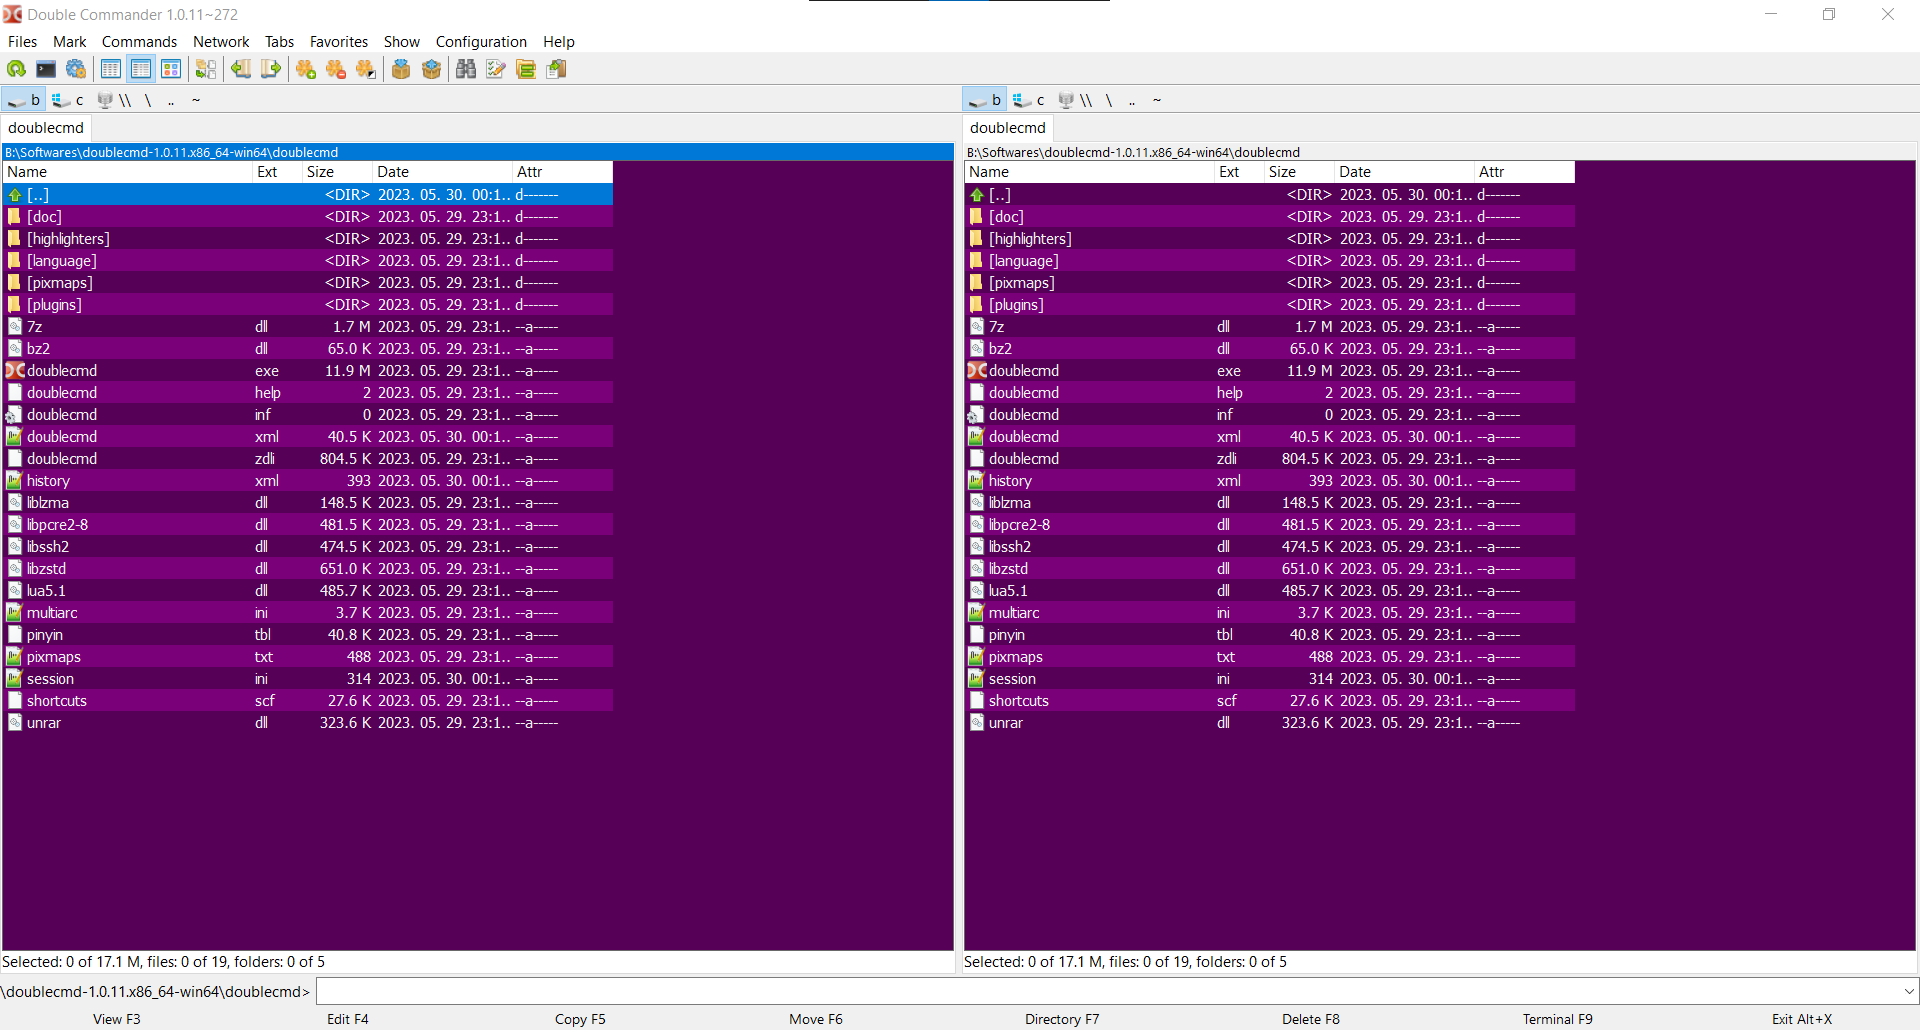 Double Commander 1.0.11~272
Files Mark Commands Network Tabs Favorites Show Configuration Help
b c \\ \ .. ~
doublecmd
B:\Softwares\doublecmd-1.0.11.x86_64-win64\doublecmd
Name Ext Size Date Attr
[..] <DIR> 2023. 05. 30. 00:1.. d-------
[doc] <DIR> 2023. 05. 29. 23:1.. d-------
[highlighters] <DIR> 2023. 05. 29. 23:1.. d-------
[language] <DIR> 2023. 05. 29. 23:1.. d-------
[pixmaps] <DIR> 2023. 05. 29. 23:1.. d-------
[plugins] <DIR> 2023. 05. 29. 23:1.. d-------
7z dll 1.7 M 2023. 05. 29. 23:1.. --a-----
bz2 dll 65.0 K 2023. 05. 29. 23:1.. --a-----
doublecmd exe 11.9 M 2023. 05. 29. 23:1.. --a-----
doublecmd help 2 2023. 05. 29. 23:1.. --a-----
doublecmd inf 0 2023. 05. 29. 23:1.. --a-----
doublecmd xml 40.5 K 2023. 05. 30. 00:1.. --a-----
doublecmd zdli 804.5 K 2023. 05. 29. 23:1.. --a-----
history xml 393 2023. 05. 30. 00:1.. --a-----
liblzma dll 148.5 K 2023. 05. 29. 23:1.. --a-----
libpcre2-8 dll 481.5 K 2023. 05. 29. 23:1.. --a-----
libssh2 dll 474.5 K 2023. 05. 29. 23:1.. --a-----
libzstd dll 651.0 K 2023. 05. 29. 23:1.. --a-----
lua5.1 dll 485.7 K 2023. 05. 29. 23:1.. --a-----
multiarc ini 3.7 K 2023. 05. 29. 23:1.. --a-----
pinyin tbl 40.8 K 2023. 05. 29. 23:1.. --a-----
pixmaps txt 488 2023. 05. 29. 23:1.. --a-----
session ini 314 2023. 05. 30. 00:1.. --a-----
shortcuts scf 27.6 K 2023. 05. 29. 23:1.. --a-----
unrar dll 323.6 K 2023. 05. 29. 23:1.. --a-----
Selected: 0 of 17.1 M, files: 0 of 19, folders: 0 of 5
b c \\ \ .. ~
doublecmd
B:\Softwares\doublecmd-1.0.11.x86_64-win64\doublecmd
Name Ext Size Date Attr
[..] <DIR> 2023. 05. 30. 00:1.. d-------
[doc] <DIR> 2023. 05. 29. 23:1.. d-------
[highlighters] <DIR> 2023. 05. 29. 23:1.. d-------
[language] <DIR> 2023. 05. 29. 23:1.. d-------
[pixmaps] <DIR> 2023. 05. 29. 23:1.. d-------
[plugins] <DIR> 2023. 05. 29. 23:1.. d-------
7z dll 1.7 M 2023. 05. 29. 23:1.. --a-----
bz2 dll 65.0 K 2023. 05. 29. 23:1.. --a-----
doublecmd exe 11.9 M 2023. 05. 29. 23:1.. --a-----
doublecmd help 2 2023. 05. 29. 23:1.. --a-----
doublecmd inf 0 2023. 05. 29. 23:1.. --a-----
doublecmd xml 40.5 K 2023. 05. 30. 00:1.. --a-----
doublecmd zdli 804.5 K 2023. 05. 29. 23:1.. --a-----
history xml 393 2023. 05. 30. 00:1.. --a-----
liblzma dll 148.5 K 2023. 05. 29. 23:1.. --a-----
libpcre2-8 dll 481.5 K 2023. 05. 29. 23:1.. --a-----
libssh2 dll 474.5 K 2023. 05. 29. 23:1.. --a-----
libzstd dll 651.0 K 2023. 05. 29. 23:1.. --a-----
lua5.1 dll 485.7 K 2023. 05. 29. 23:1.. --a-----
multiarc ini 3.7 K 2023. 05. 29. 23:1.. --a-----
pinyin tbl 40.8 K 2023. 05. 29. 23:1.. --a-----
pixmaps txt 488 2023. 05. 29. 23:1.. --a-----
session ini 314 2023. 05. 30. 00:1.. --a-----
shortcuts scf 27.6 K 2023. 05. 29. 23:1.. --a-----
unrar dll 323.6 K 2023. 05. 29. 23:1.. --a-----
Selected: 0 of 17.1 M, files: 0 of 19, folders: 0 of 5
\doublecmd-1.0.11.x86_64-win64\doublecmd>
View F3 Edit F4 Copy F5 Move F6 Directory F7 Delete F8 Terminal F9 Exit Alt+X